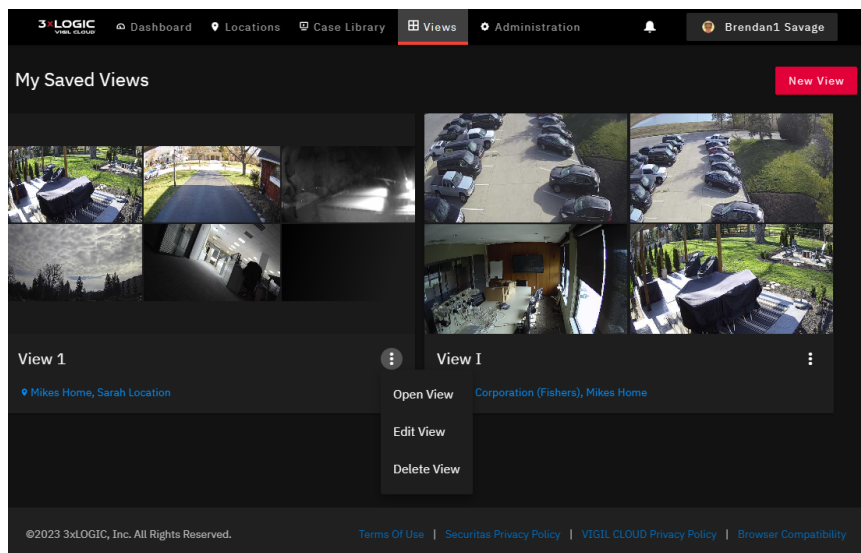 3xLOGIC
VIGIL CLOUD
Dashboard
Locations
Case Library
Views
Administration
Brendan1 Savage
My Saved Views
New View
View 1
Mikes Home, Sarah Location
View I
Corporation (Fishers), Mikes Home
Open View
Edit View
Delete View
©2023 3xLOGIC, Inc. All Rights Reserved.
Terms Of Use | Securitas Privacy Policy | VIGIL CLOUD Privacy Policy | Browser Compatibility